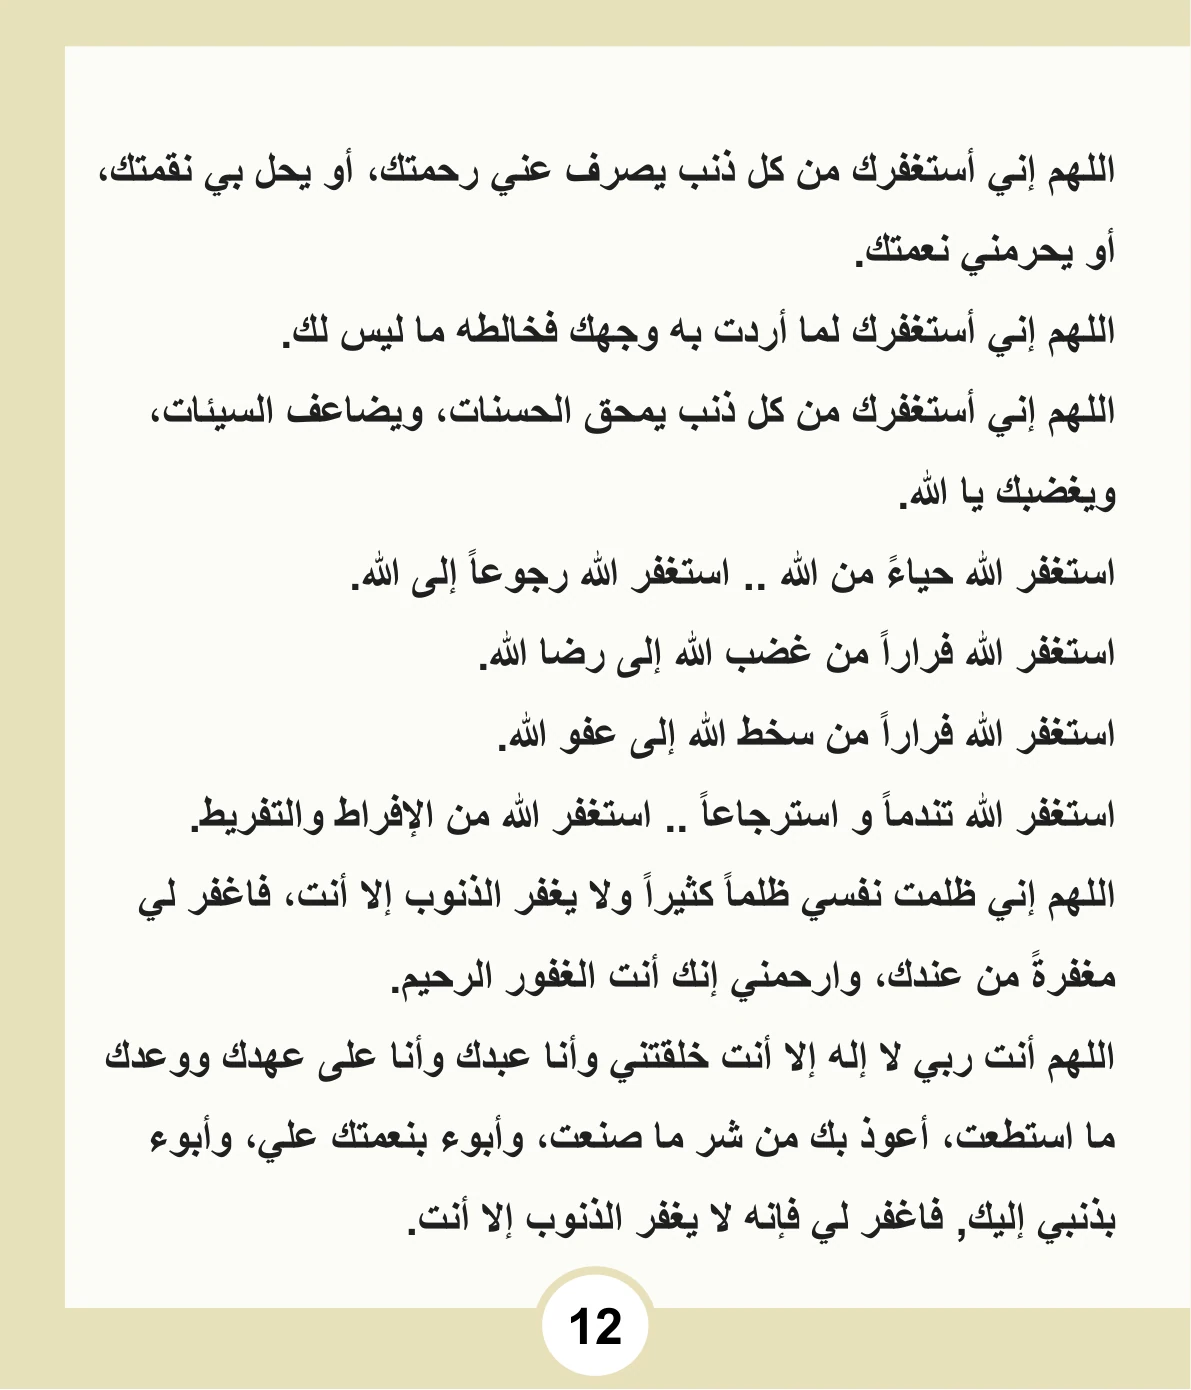 اللهم إني أستغفرك من كل ذنب يصرف عني رحمتك، أو يحل بي نقمتك،
أو يحرمني نعمتك.
اللهم إني أستغفرك لما أردت به وجهك فخالطه ما ليس لك.
اللهم إني أستغفرك من كل ذنب يمحق الحسنات، ويضاعف السيئات،
ويغضبك يا الله.
استغفر الله حياءً من الله .. استغفر الله رجوعاً إلى الله.
استغفر الله فراراً من غضب الله إلى رضا الله.
استغفر الله فراراً من سخط الله إلى عفو الله.
استغفر الله تندماً و استرجاعاً .. استغفر الله من الإفراط والتفريط.
اللهم إني ظلمت نفسي ظلماً كثيراً ولا يغفر الذنوب إلا أنت، فاغفر لي
مغفرةً من عندك، وارحمني إنك أنت الغفور الرحيم.
اللهم أنت ربي لا إله إلا أنت خلقتني وأنا عبدك وأنا على عهدك ووعدك
ما استطعت، أعوذ بك من شر ما صنعت، وأبوء بنعمتك علي، وأبوء
بذنبي إليك, فاغفر لي فإنه لا يغفر الذنوب إلا أنت.
12